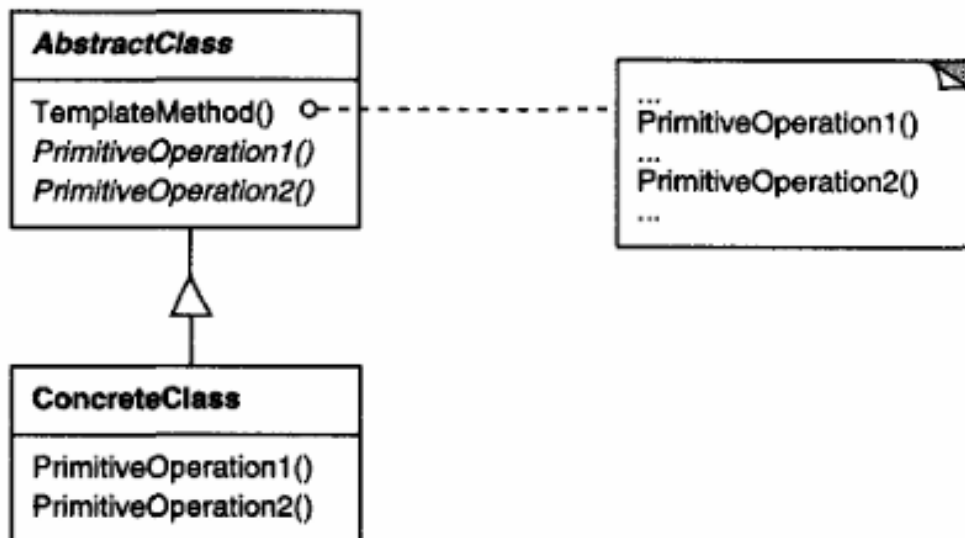 AbstractClass
TemplateMethod()
PrimitiveOperation1()
PrimitiveOperation2()
...
PrimitiveOperation1()
...
PrimitiveOperation2()
...
ConcreteClass
PrimitiveOperation1()
PrimitiveOperation2()